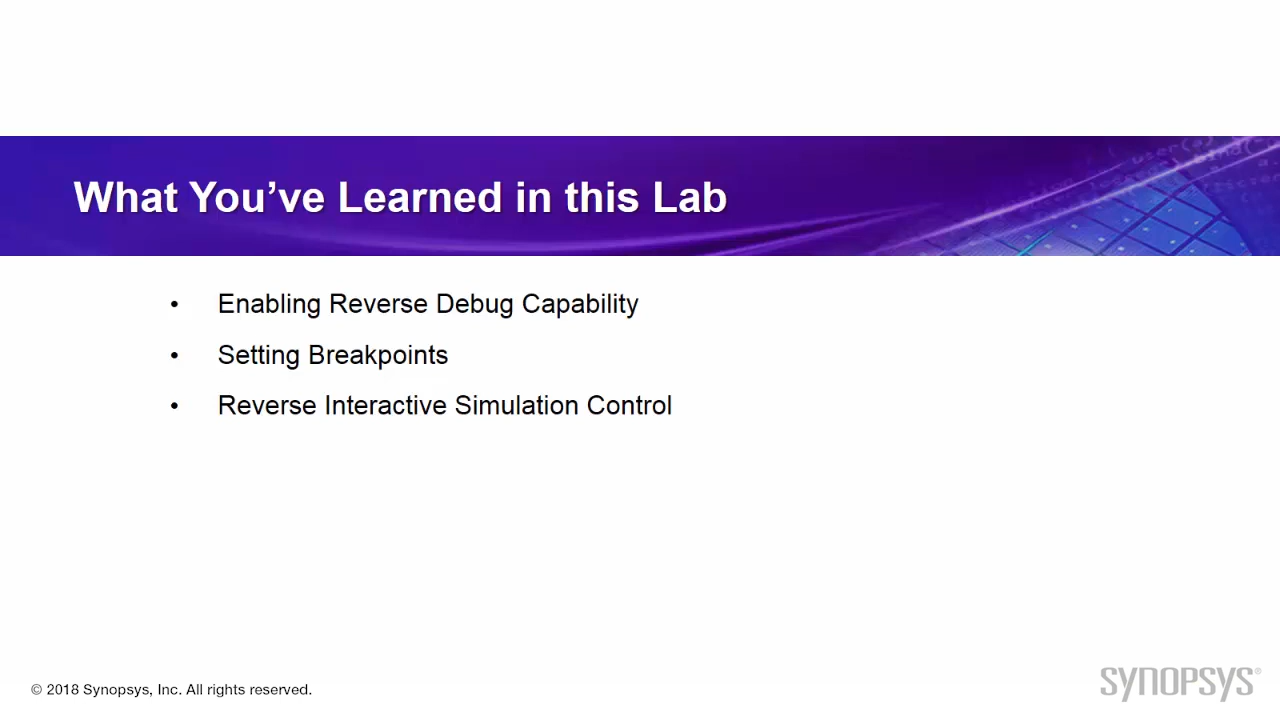 What You’ve Learned in this Lab
• Enabling Reverse Debug Capability
• Setting Breakpoints
• Reverse Interactive Simulation Control
© 2018 Synopsys, Inc. All rights reserved.
SYNOPSYS®